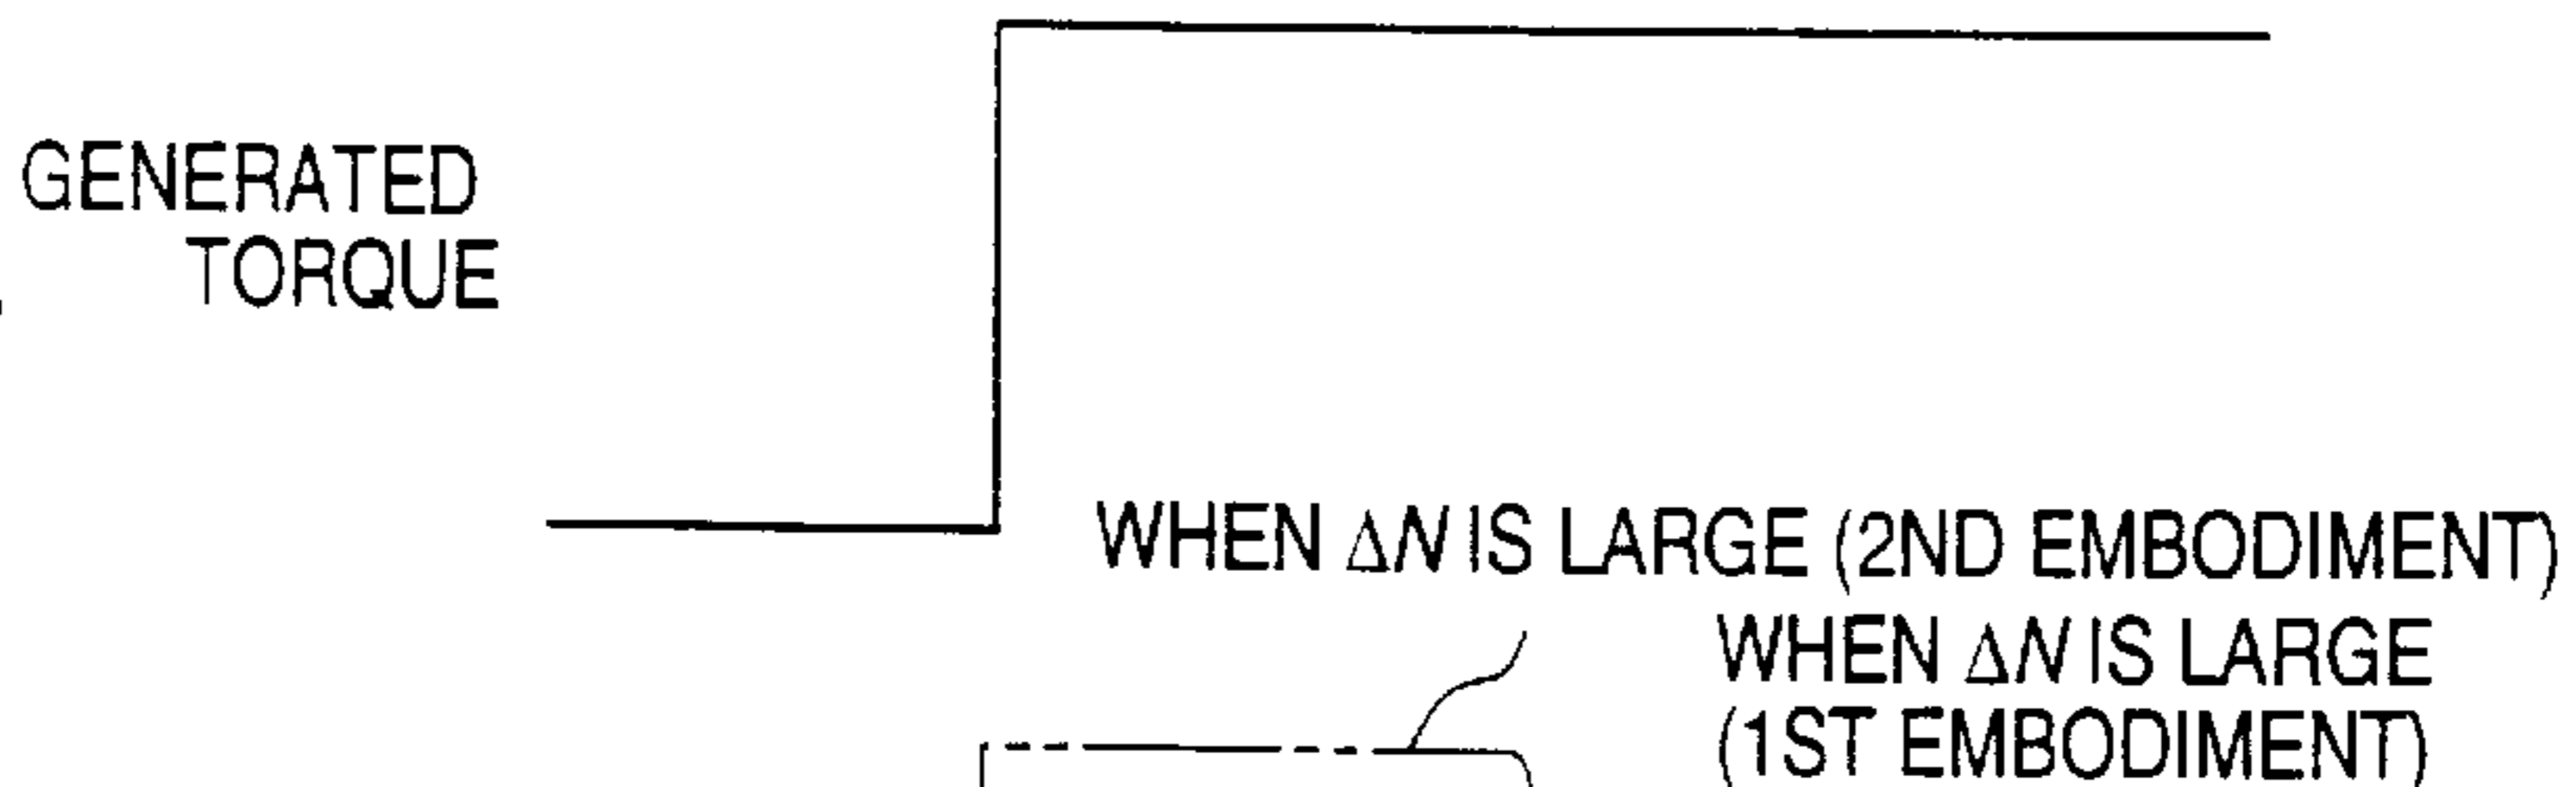 GENERATED
TORQUE
WHEN ΔN IS LARGE (2ND EMBODIMENT)
WHEN ΔN IS LARGE
(1ST EMBODIMENT)